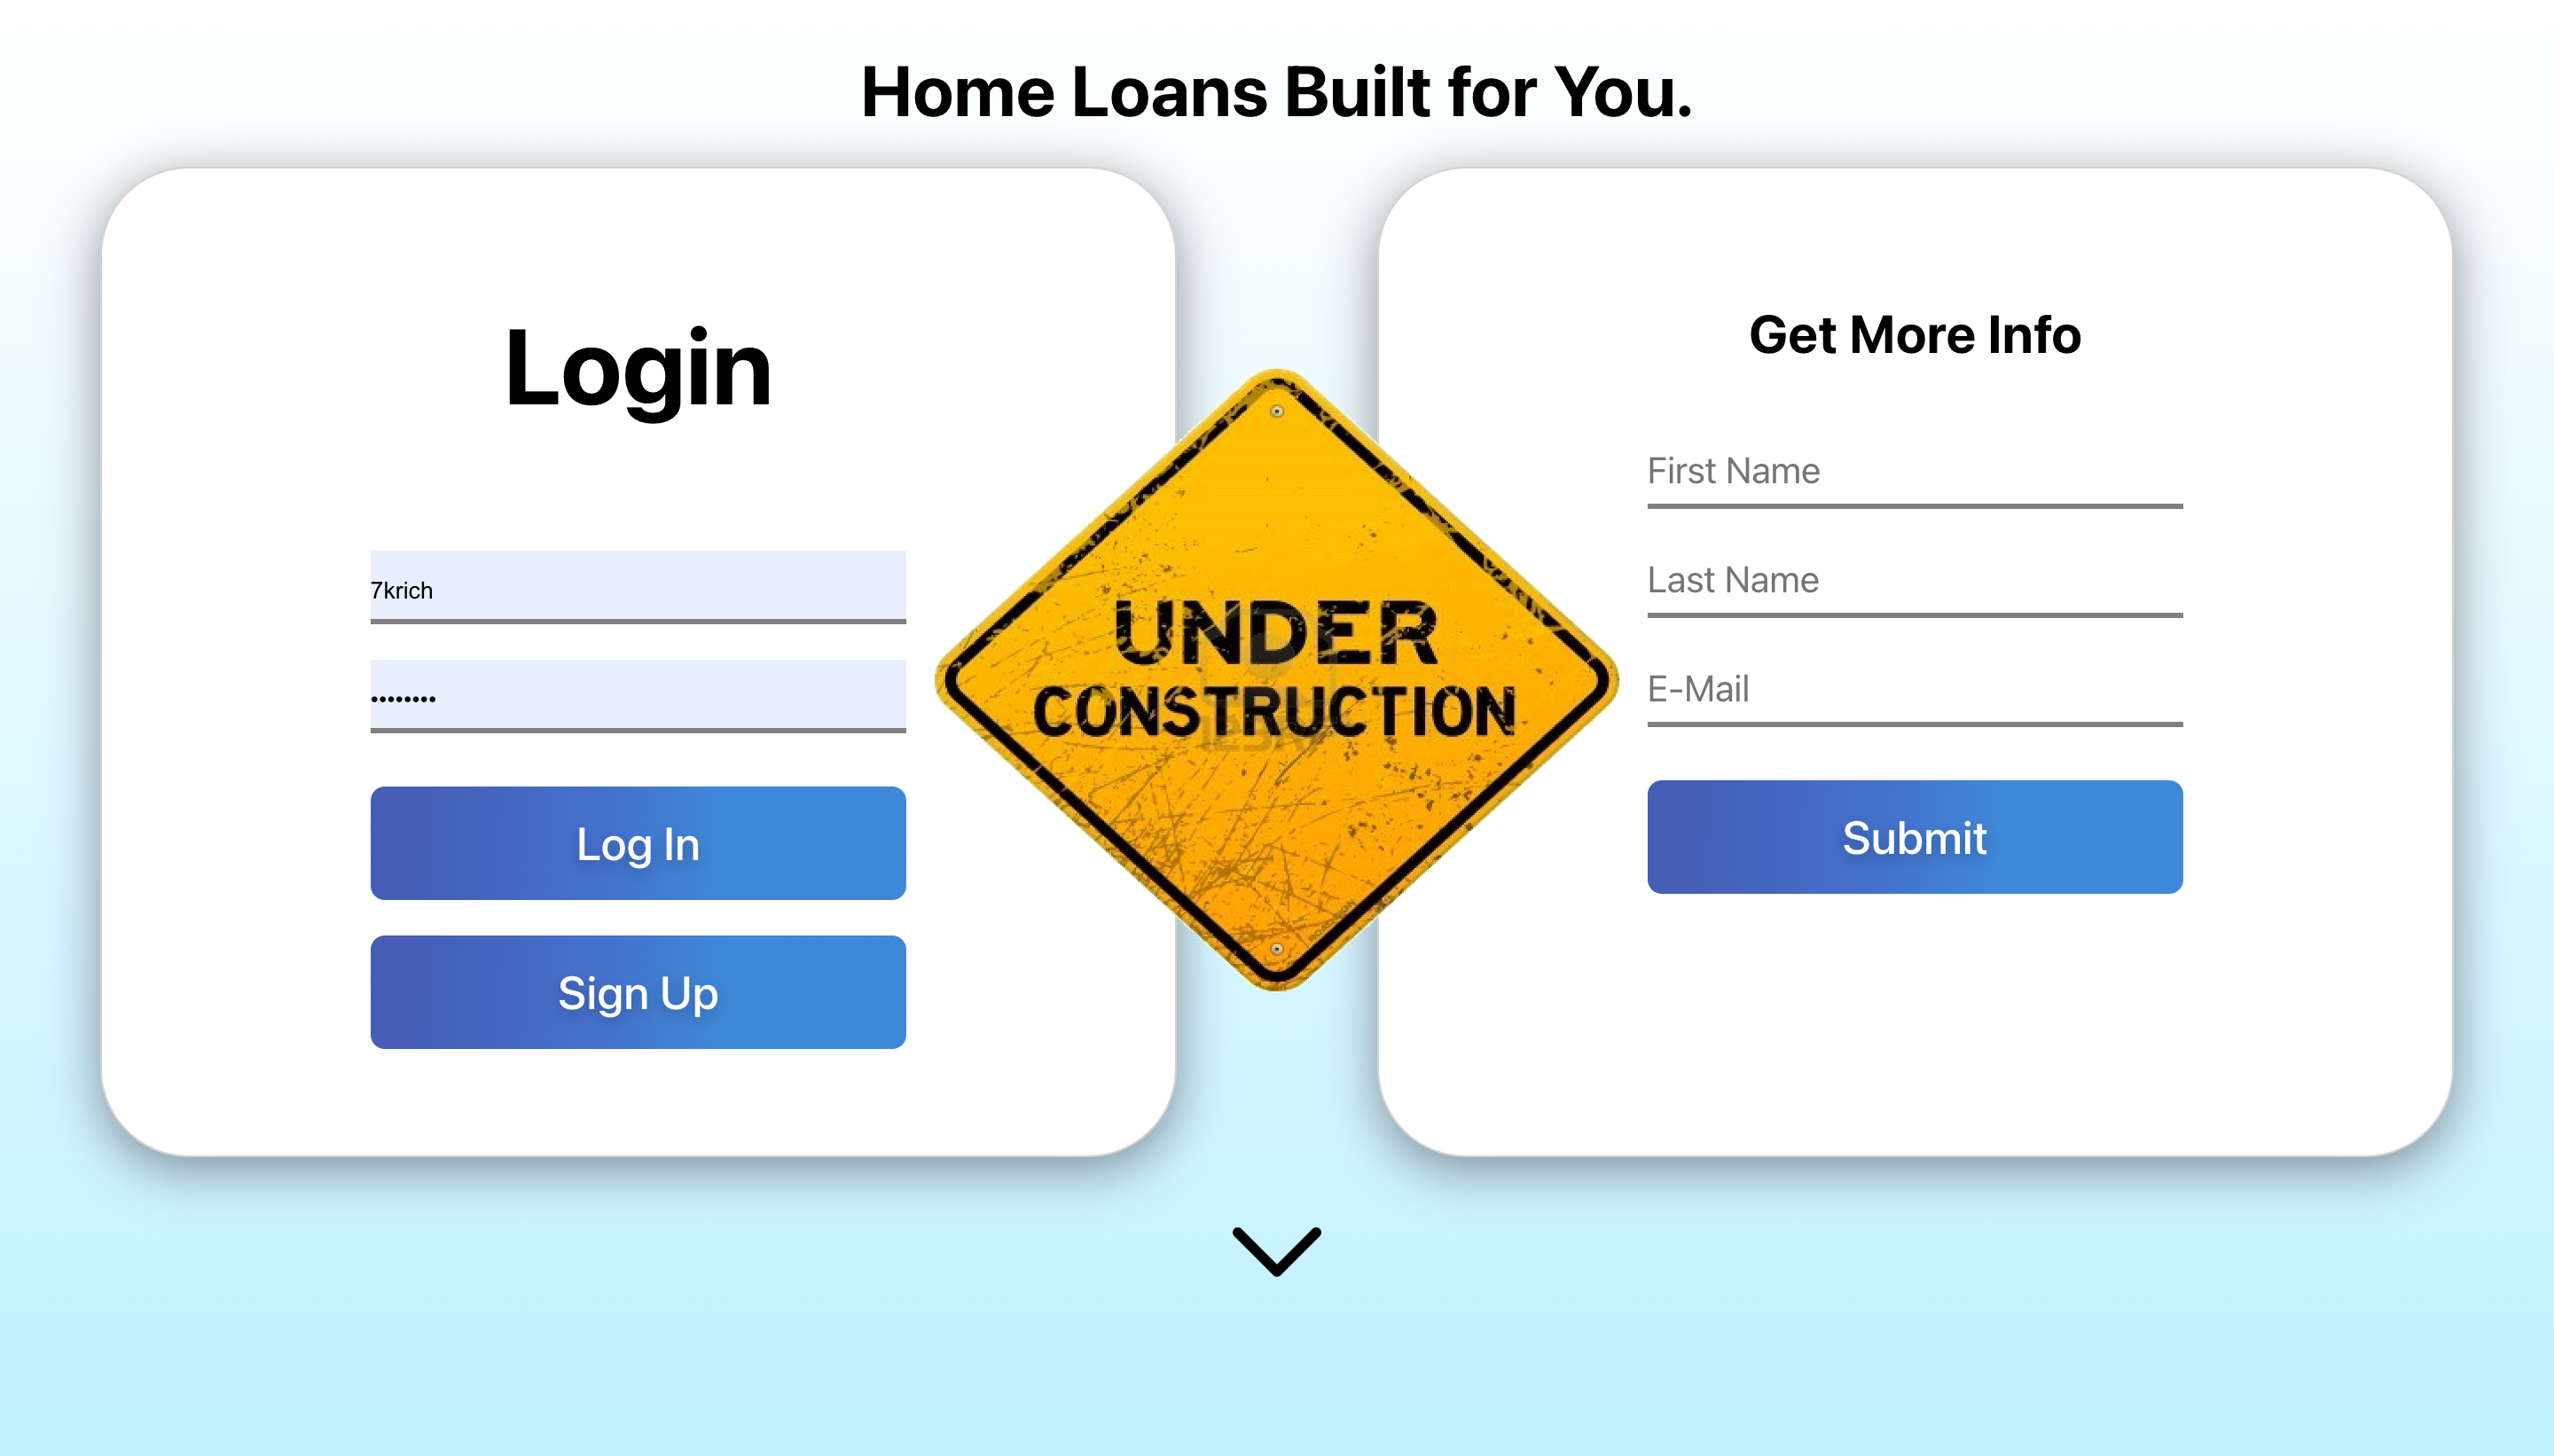 Home Loans Built for You.
Login
7krich
••••••••
Log In
Sign Up
UNDER
CONSTRUCTION
Get More Info
First Name
Last Name
E-Mail
Submit